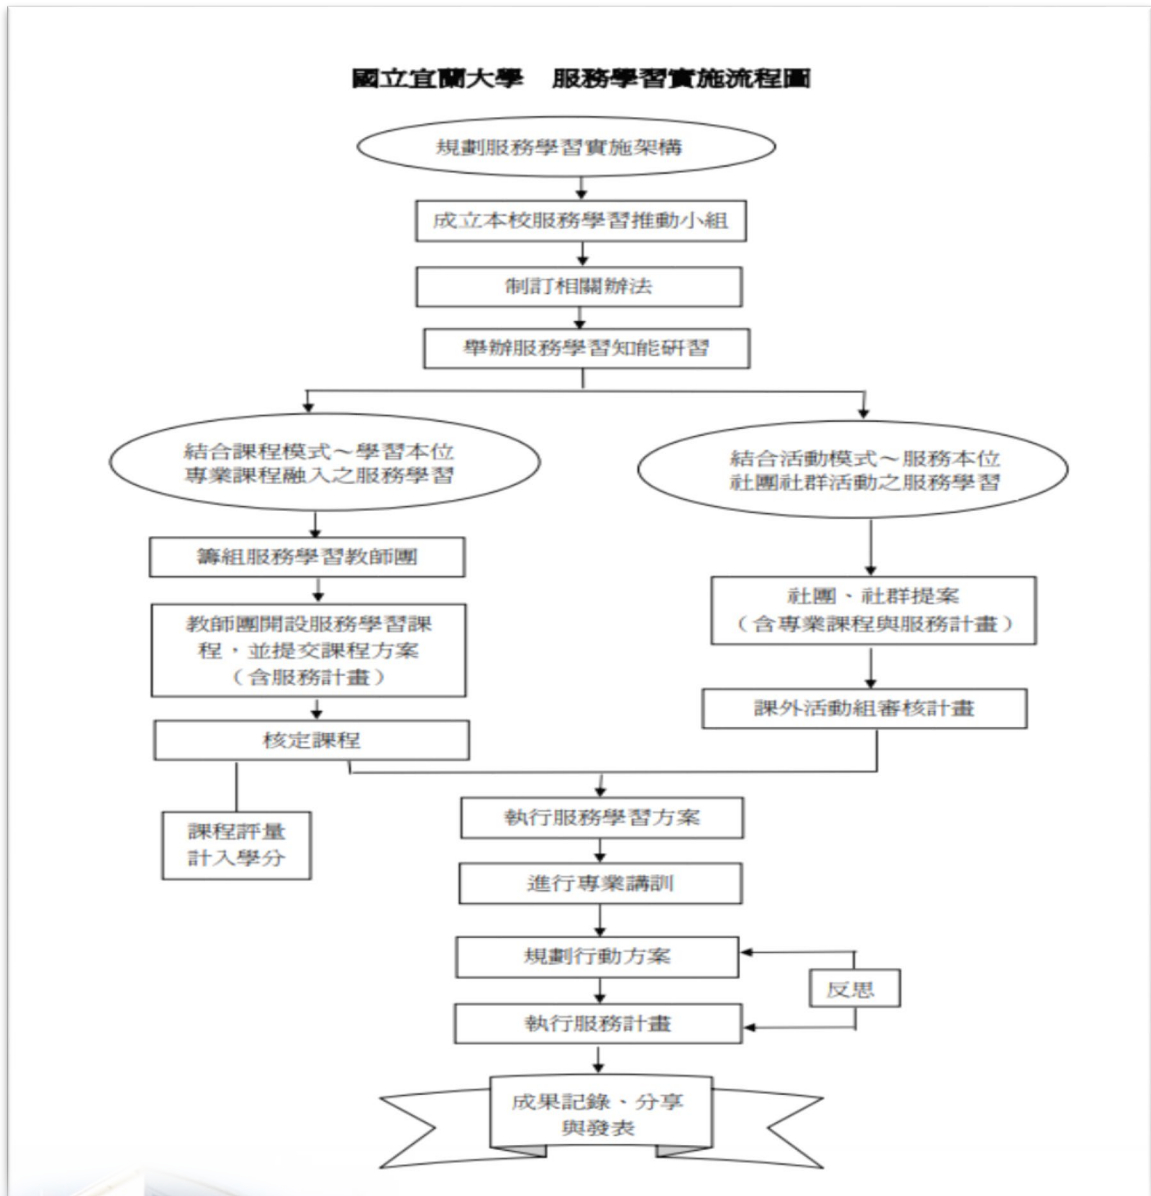 國立宜蘭大學　服務學習實施流程圖
規劃服務學習實施架構
成立本校服務學習推動小組
制訂相關辦法
舉辦服務學習知能研習
結合課程模式～學習本位
專業課程融入之服務學習
籌組服務學習教師團
教師團開設服務學習課
程，並提交課程方案
（含服務計畫）
核定課程
課程評量
計入學分
結合活動模式～服務本位
社團社群活動之服務學習
社團、社群提案
（含專業課程與服務計畫）
課外活動組審核計畫
執行服務學習方案
進行專業講訓
規劃行動方案
反思
執行服務計畫
成果記錄、分享
與發表